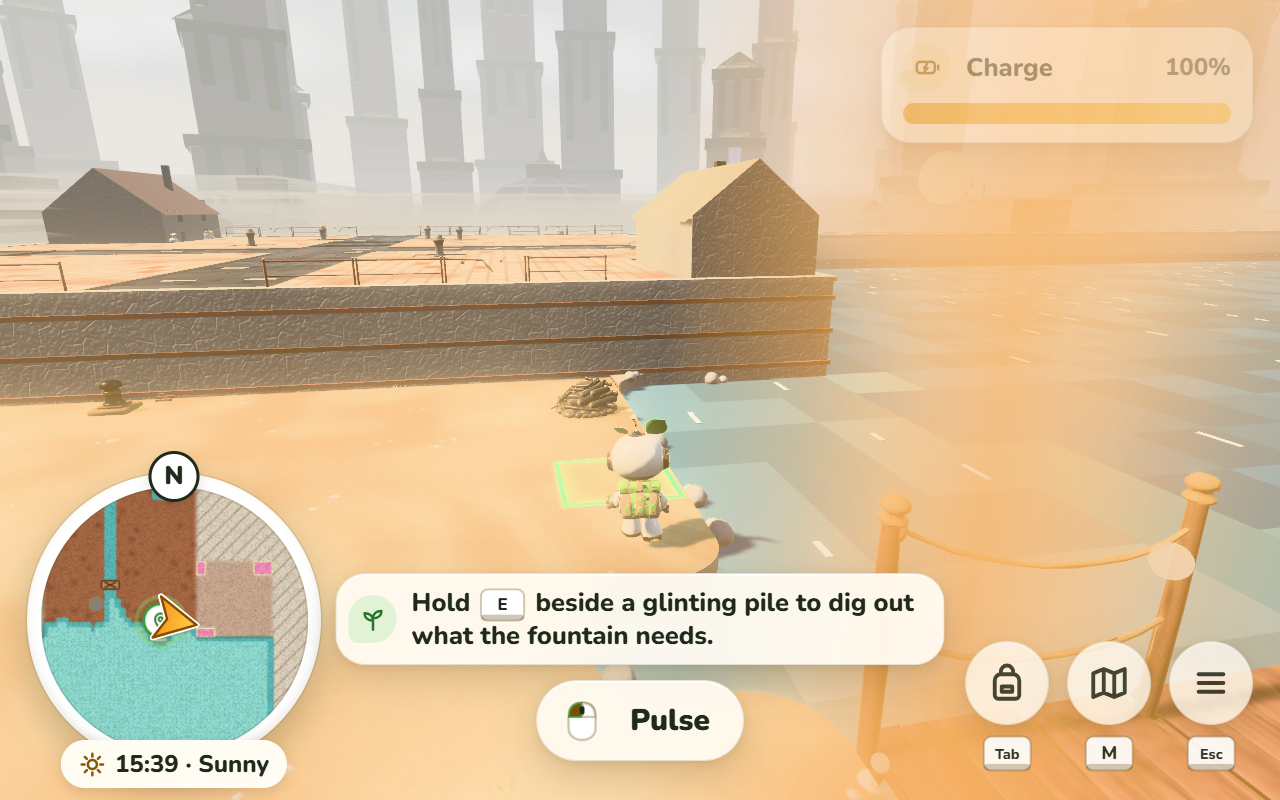 Charge 100%
N
Hold E beside a glinting pile to dig out
what the fountain needs.
Pulse
15:39 · Sunny
Tab
M
Esc